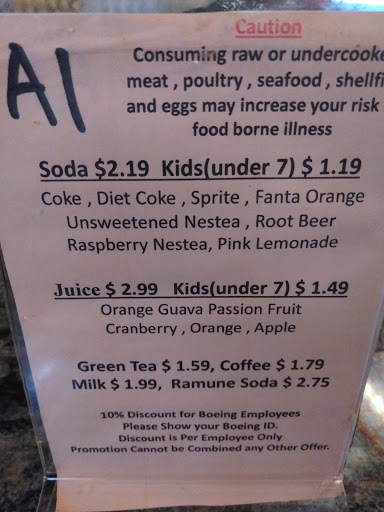 A1
Caution
Consuming raw or undercooke
meat , poultry , seafood , shellfi
and eggs may increase your risk
food borne illness
Soda $2.19 Kids(under 7) $ 1.19
Coke , Diet Coke , Sprite , Fanta Orange
Unsweetened Nestea , Root Beer
Raspberry Nestea, Pink Lemonade
Juice $ 2.99 Kids(under 7) $ 1.49
Orange Guava Passion Fruit
Cranberry , Orange , Apple
Green Tea $ 1.59, Coffee $ 1.79
Milk $ 1.99, Ramune Soda $ 2.75
10% Discount for Boeing Employees
Please Show your Boeing ID.
Discount is Per Employee Only
Promotion Cannot be Combined any Other Offer.